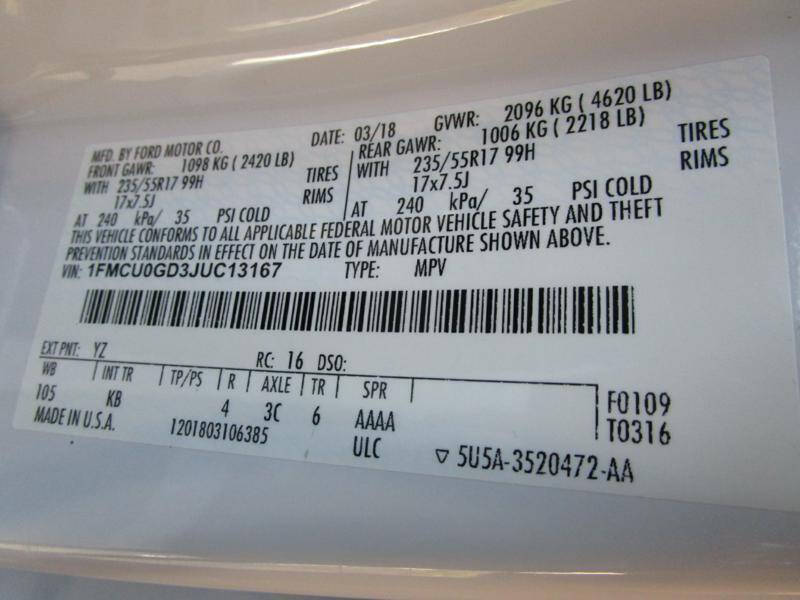 MFD. BY FORD MOTOR CO. DATE: 03/18 GVWR: 2096 KG ( 4620 LB)
FRONT GAWR: 1098 KG ( 2420 LB) REAR GAWR: 1006 KG ( 2218 LB)
WITH 235/55R17 99H TIRES WITH 235/55R17 99H TIRES
17x7.5J RIMS 17x7.5J RIMS
AT 240 kPa/ 35 PSI COLD AT 240 kPa/ 35 PSI COLD
THIS VEHICLE CONFORMS TO ALL APPLICABLE FEDERAL MOTOR VEHICLE SAFETY AND THEFT
PREVENTION STANDARDS IN EFFECT ON THE DATE OF MANUFACTURE SHOWN ABOVE.
VIN: 1FMCU0GD3JUC13167 TYPE: MPV
EXT PNT: YZ RC: 16 DSO:
WB INT TR TP/PS R AXLE TR SPR
105 KB 4 3C 6 AAAA F0109
MADE IN U.S.A. 1201803106385 ULC T0316
▽ 5U5A-3520472-AA